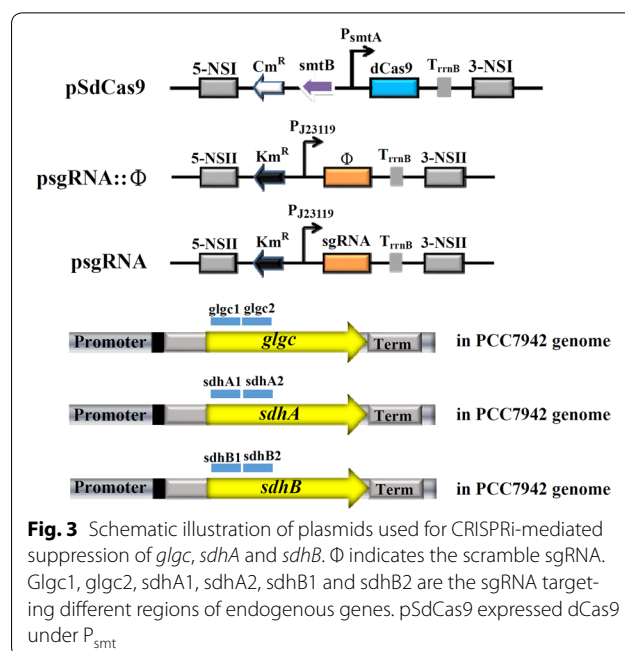 P_smtA
5-NSI Cm^R smtB dCas9 T_rrnB 3-NSI
pSdCas9
P_J23119
5-NSII Km^R Φ T_rrnB 3-NSII
psgRNA::Φ
P_J23119
5-NSII Km^R sgRNA T_rrnB 3-NSII
psgRNA
glgc1 glgc2
Promoter glgc Term in PCC7942 genome
sdhA1 sdhA2
Promoter sdhA Term in PCC7942 genome
sdhB1 sdhB2
Promoter sdhB Term in PCC7942 genome
Fig. 3 Schematic illustration of plasmids used for CRISPRi-mediated
suppression of glgc, sdhA and sdhB. Φ indicates the scramble sgRNA.
Glgc1, glgc2, sdhA1, sdhA2, sdhB1 and sdhB2 are the sgRNA target-
ing different regions of endogenous genes. pSdCas9 expressed dCas9
under P_smt